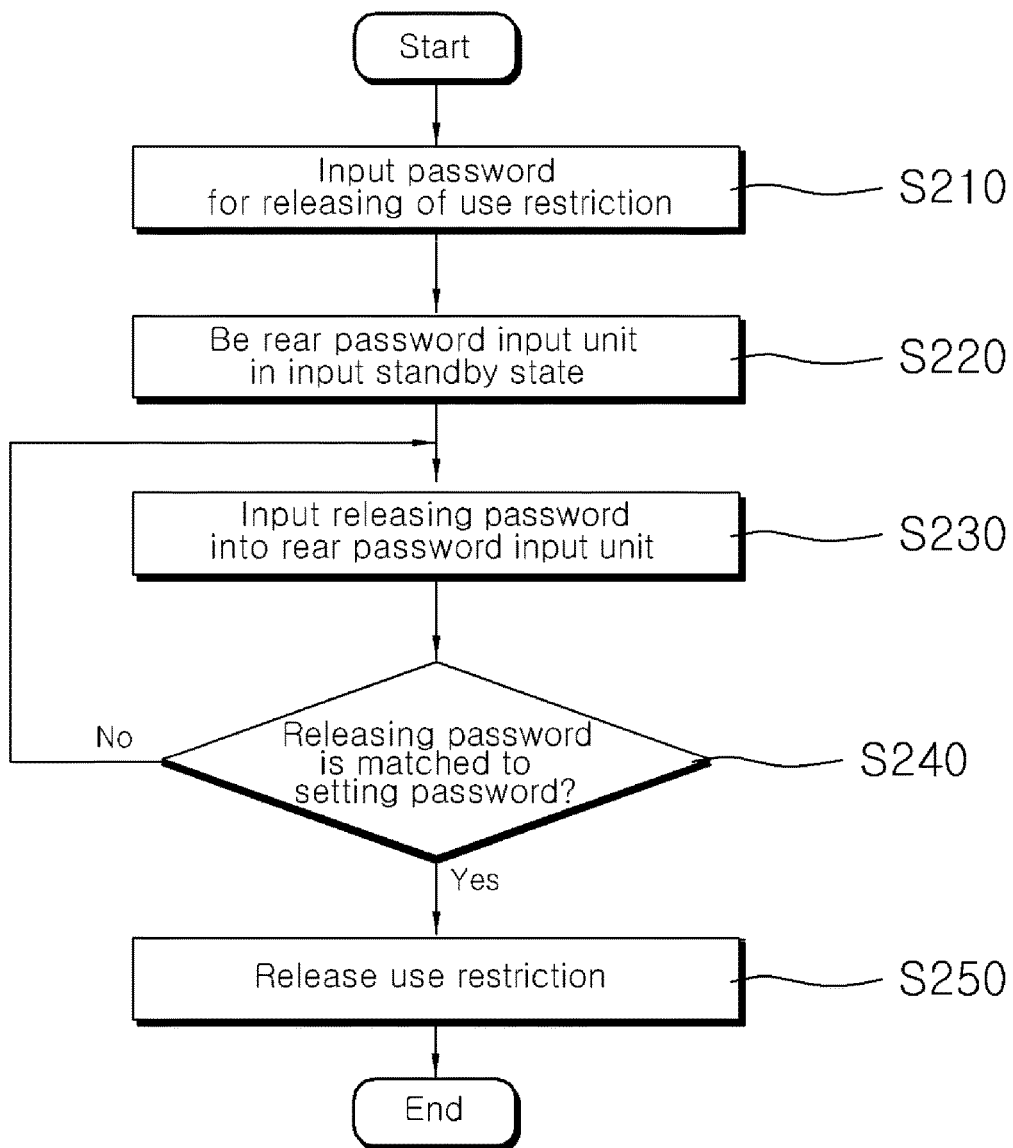 Start
Input password
for releasing of use restriction
S210
Be rear password input unit
in input standby state
S220
Input releasing password
into rear password input unit
S230
No
Releasing password
is matched to
setting password?
S240
Yes
Release use restriction
S250
End